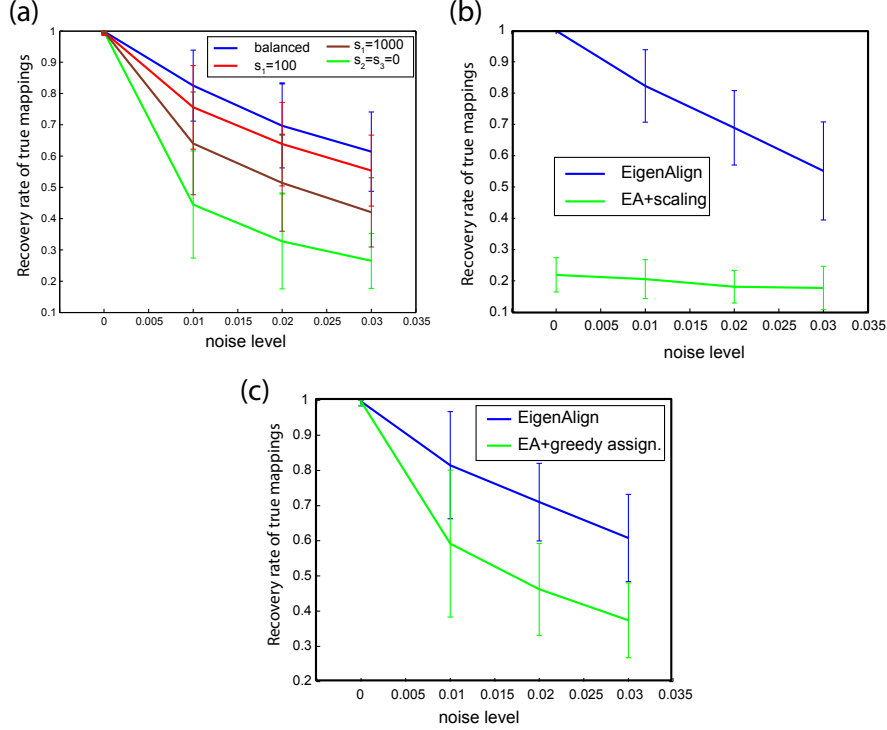 (a)
Recovery rate of true mappings
1
0.9
0.8
0.7
0.6
0.5
0.4
0.3
0.2
0.1
balanced
s1=100
s1=1000
s2=s3=0
0 0.005 0.01 0.015 0.02 0.025 0.03 0.035
noise level
(b)
Recovery rate of true mappings
1
0.9
0.8
0.7
0.6
0.5
0.4
0.3
0.2
0.1
EigenAlign
EA+scaling
0 0.005 0.01 0.015 0.02 0.025 0.03 0.035
noise level
(c)
Recovery rate of true mappings
1
0.9
0.8
0.7
0.6
0.5
0.4
0.3
0.2
EigenAlign
EA+greedy assign.
0 0.005 0.01 0.015 0.02 0.025 0.03 0.035
noise level